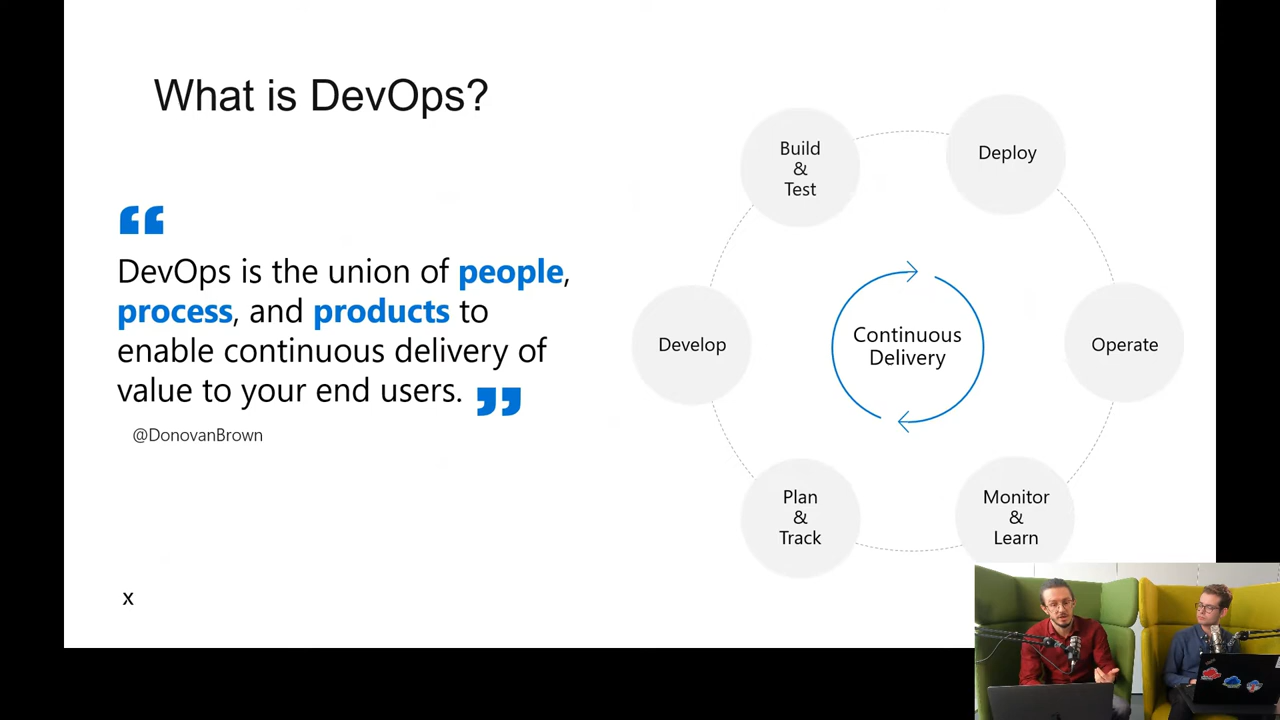 What is DevOps?
“
DevOps is the union of people,
process, and products to
enable continuous delivery of
value to your end users. ”
@DonovanBrown
x
Build
&
Test
Deploy
Develop
Continuous
Delivery
Operate
Plan
&
Track
Monitor
&
Learn